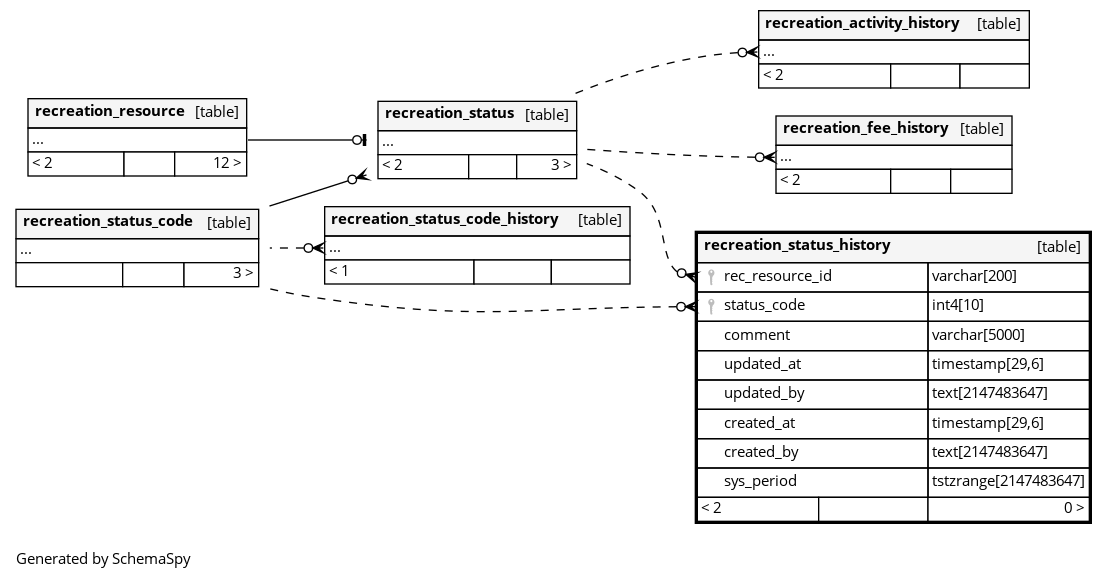 recreation_activity_history [table]
...
< 2
recreation_resource [table]
...
< 2 12 >
recreation_status [table]
...
< 2 3 >
recreation_fee_history [table]
...
< 2
recreation_status_code [table]
...
3 >
recreation_status_code_history [table]
...
< 1
recreation_status_history [table]
rec_resource_id varchar[200]
status_code int4[10]
comment varchar[5000]
updated_at timestamp[29,6]
updated_by text[2147483647]
created_at timestamp[29,6]
created_by text[2147483647]
sys_period tstzrange[2147483647]
< 2 0 >
Generated by SchemaSpy